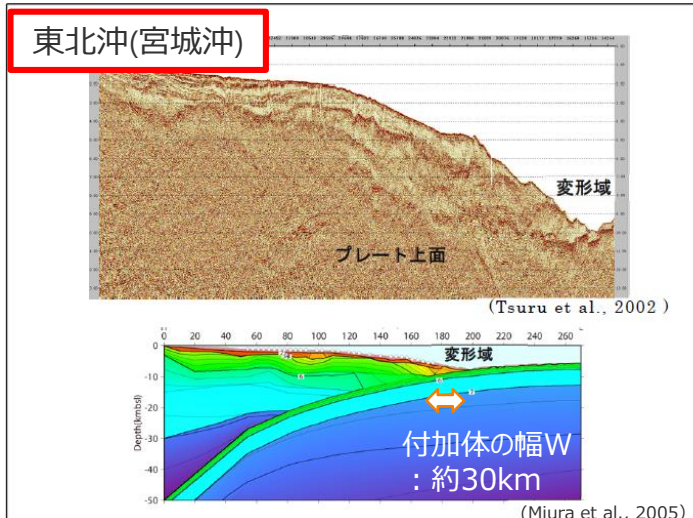 東北沖(宮城沖)
変形域
プレート上面
(Tsuru et al., 2002 )
0 20 40 60 80 100 120 140 160 180 200 220 240 260
変形域
0
-10
-20
-30
-40
-50
Depth(kmbsl)
付加体の幅W
：約30km
(Miura et al., 2005)